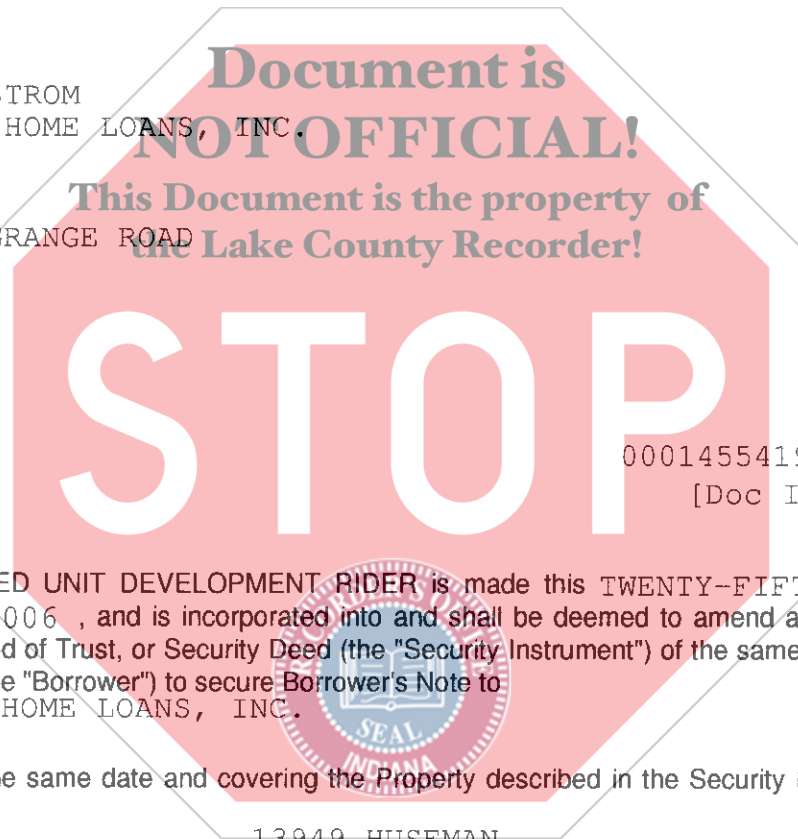 Document is
STROM
HOME LOANS, INC.
NOT OFFICIAL!
This Document is the property of
GRANGE ROAD
the Lake County Recorder!
STOP
00014554
[Doc I
ED UNIT DEVELOPMENT RIDER is made this TWENTY-FIFT
006 , and is incorporated into and shall be deemed to amend a
d of Trust, or Security Deed (the "Security Instrument") of the same
e "Borrower") to secure Borrower's Note to
HOME LOANS, INC.
SEAL
INDIANA
e same date and covering the Property described in the Security
13949 HUSEMAN